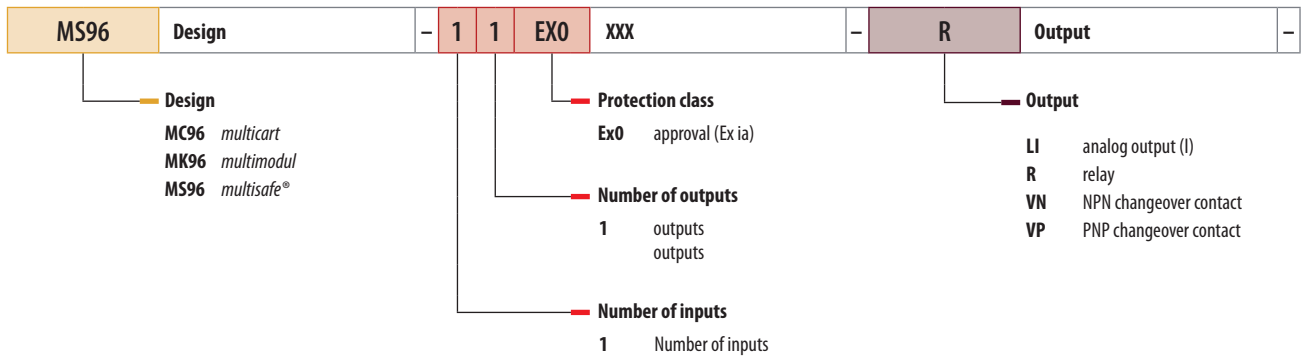 MS96 Design – 1 1 EX0 XXX – R Output –
Design
MC96 multicart
MK96 multimodul
MS96 multisafe®
Protection class
Ex0 approval (Ex ia)
Number of outputs
1 outputs
outputs
Number of inputs
1 Number of inputs
Output
LI analog output (I)
R relay
VN NPN changeover contact
VP PNP changeover contact